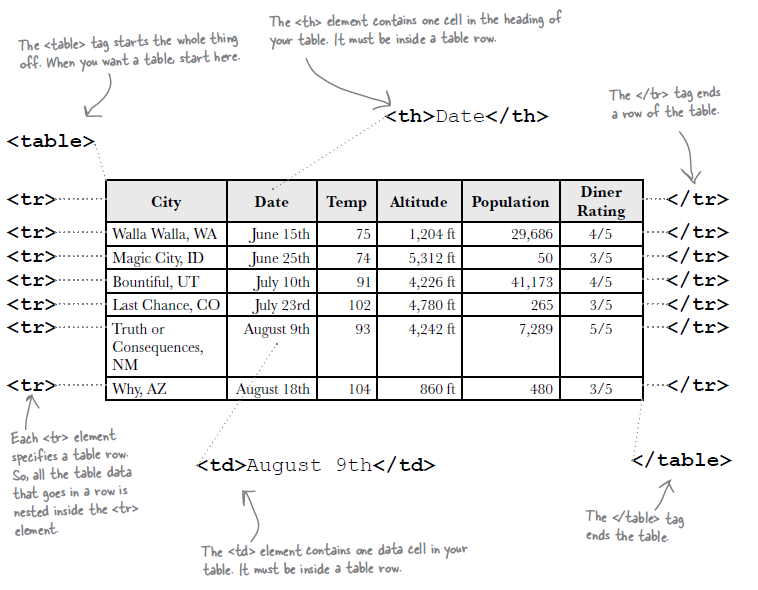 The <table> tag starts the whole thing
off. When you want a table, start here.
The <th> element contains one cell in the heading of
your table. It must be inside a table row.
The </tr> tag ends
a row of the table.
<th>Date</th>
<table>
<tr> City Date Temp Altitude Population Diner Rating </tr>
<tr> Walla Walla, WA June 15th 75 1,204 ft 29,686 4/5 </tr>
<tr> Magic City, ID June 25th 74 5,312 ft 50 3/5 </tr>
<tr> Bountiful, UT July 10th 91 4,226 ft 41,173 4/5 </tr>
<tr> Last Chance, CO July 23rd 102 4,780 ft 265 3/5 </tr>
<tr> Truth or August 9th 93 4,242 ft 7,289 5/5 </tr>
Consequences,
NM
<tr> Why, AZ August 18th 104 860 ft 480 3/5 </tr>
Each <tr> element
specifies a table row.
So, all the table data
that goes in a row is
nested inside the <tr>
element.
<td>August 9th</td>
</table>
The <td> element contains one data cell in your
table. It must be inside a table row.
The </table> tag
ends the table.